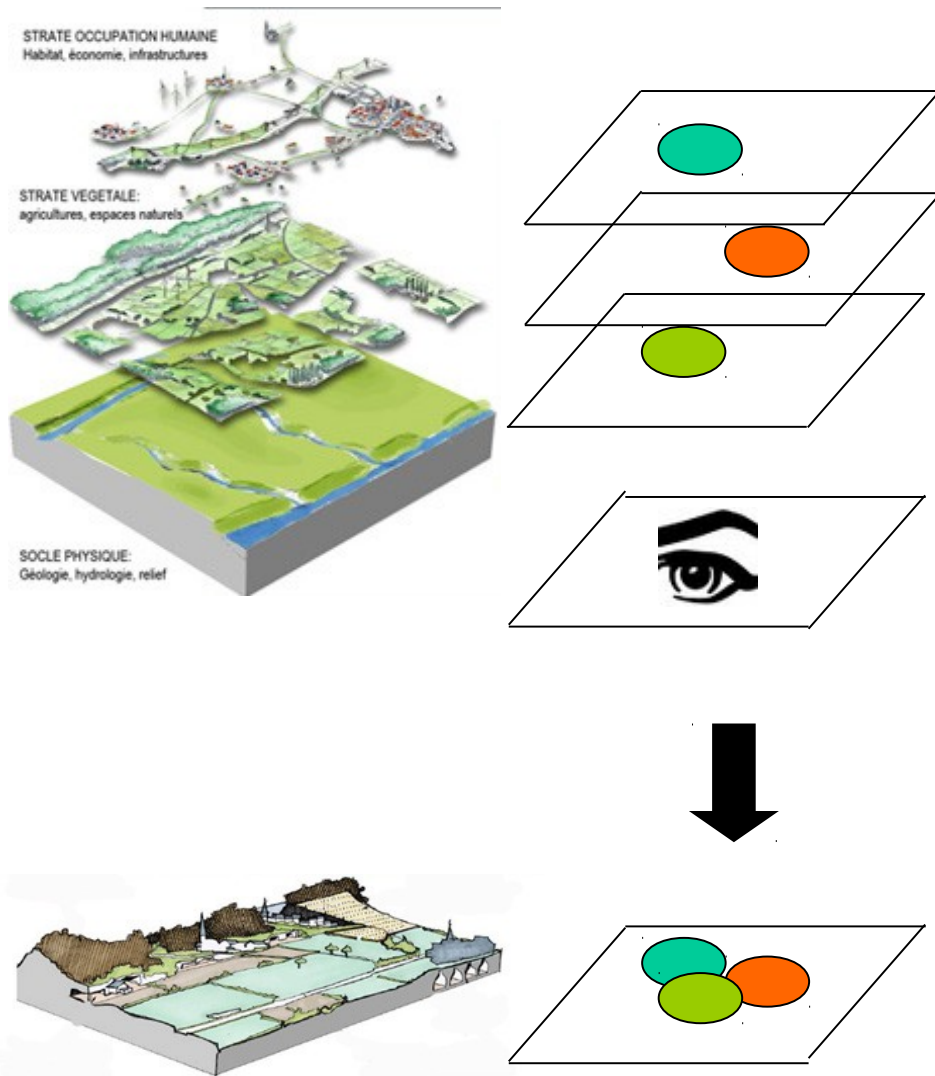 STRATE OCCUPATION HUMAINE
Habitat, économie, infrastructures
STRATE VEGETALE:
agricultures, espaces naturels
SOCLE PHYSIQUE:
Géologie, hydrologie, relief